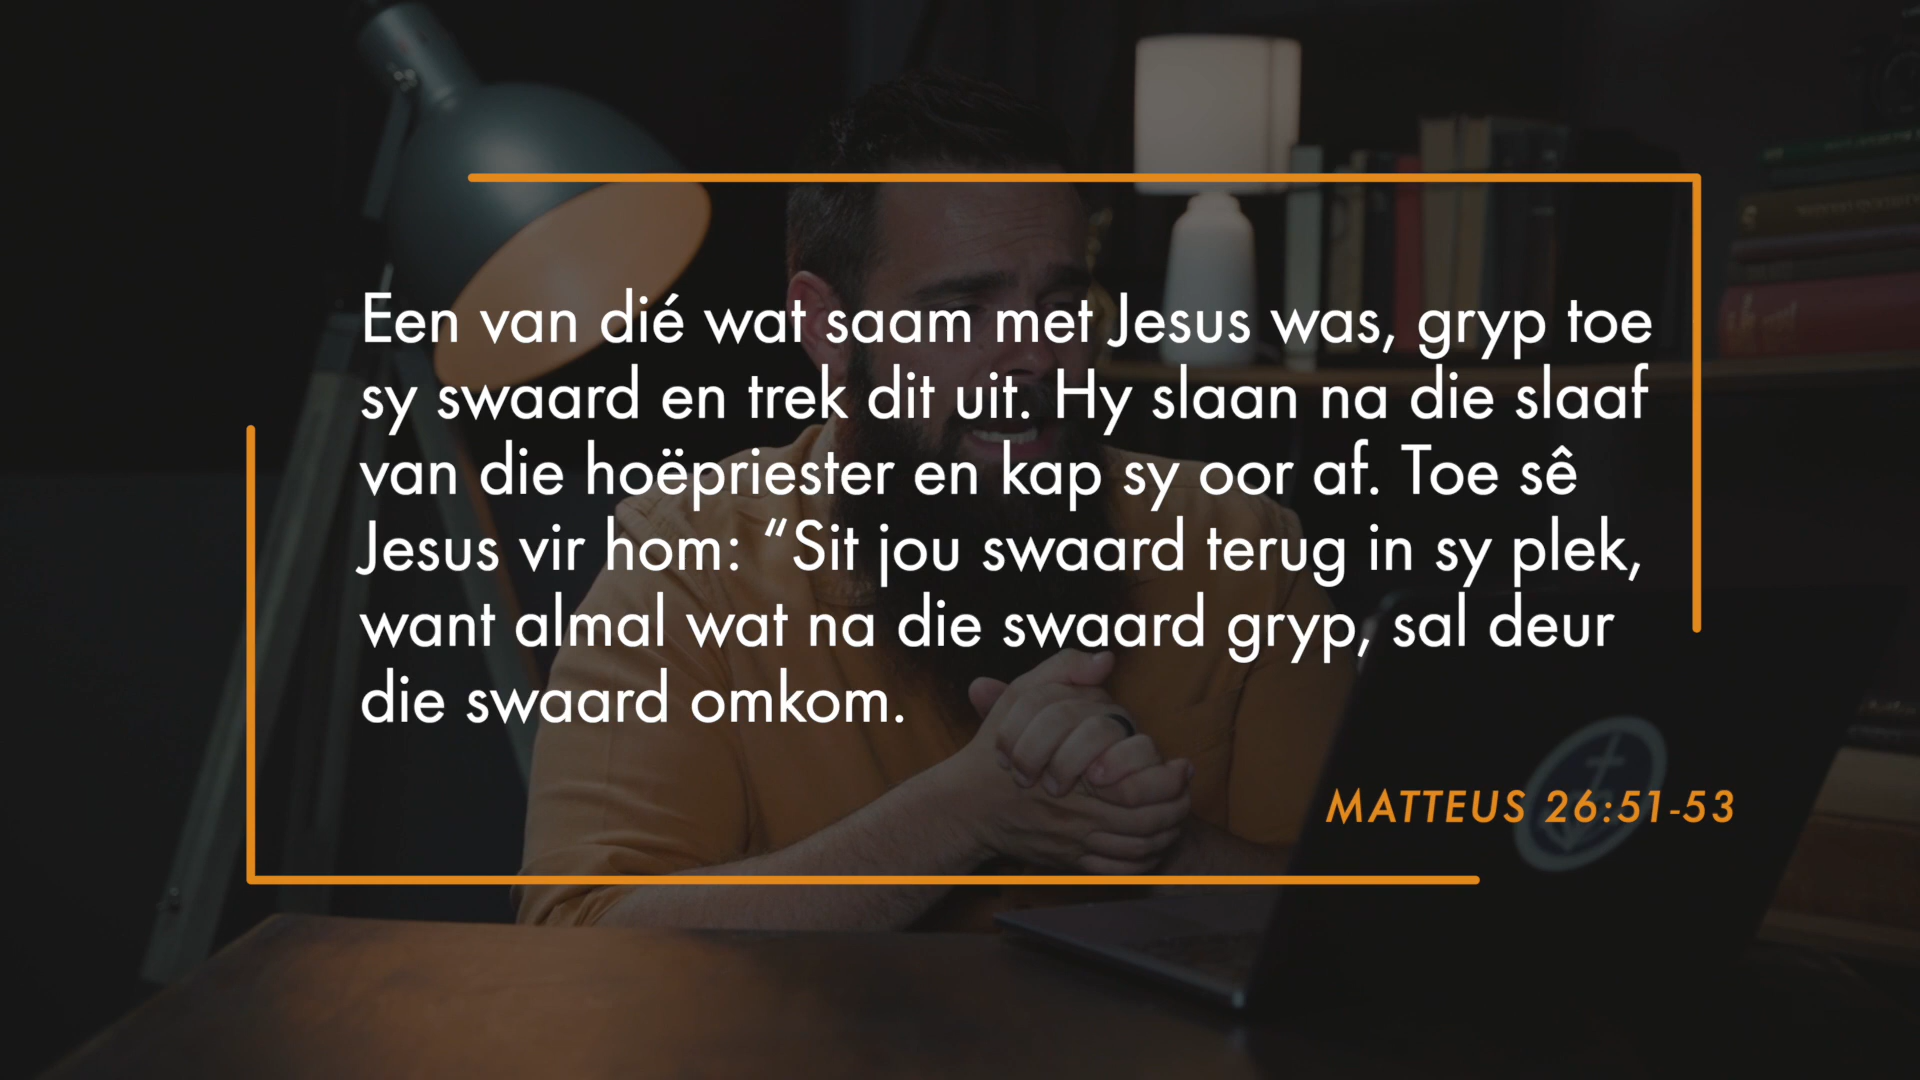 Een van dié wat saam met Jesus was, gryp toe
sy swaard en trek dit uit. Hy slaan na die slaaf
van die hoëpriester en kap sy oor af. Toe sê
Jesus vir hom: “Sit jou swaard terug in sy plek,
want almal wat na die swaard gryp, sal deur
die swaard omkom.
MATTEUS 26:51-53